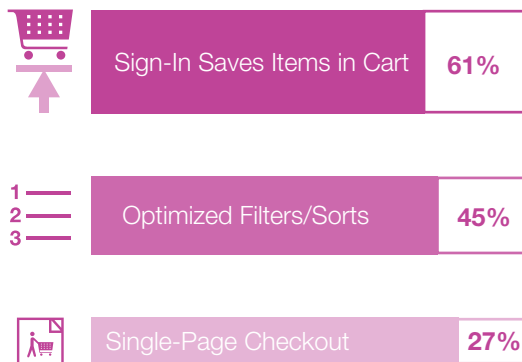 Sign-In Saves Items in Cart 61%
1
2
3
Optimized Filters/Sorts 45%
Single-Page Checkout 27%